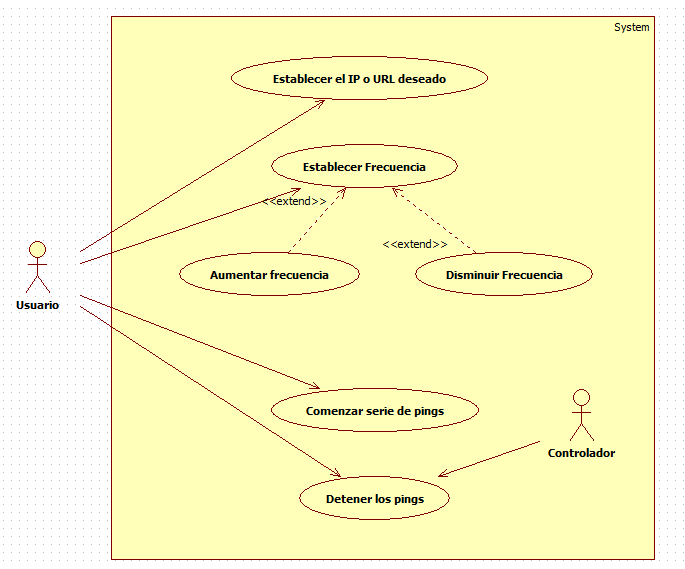 System
Establecer el IP o URL deseado
Establecer Frecuencia
<<extend>>
<<extend>>
Aumentar frecuencia
Disminuir Frecuencia
Usuario
Comenzar serie de pings
Controlador
Detener los pings